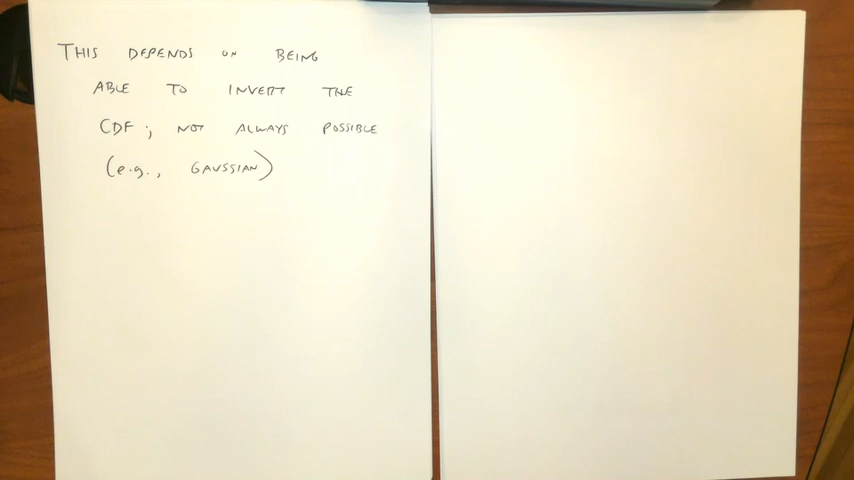 THIS DEPENDS ON BEING
ABLE TO INVERT THE
CDF; NOT ALWAYS POSSIBLE
(e.g., GAUSSIAN)